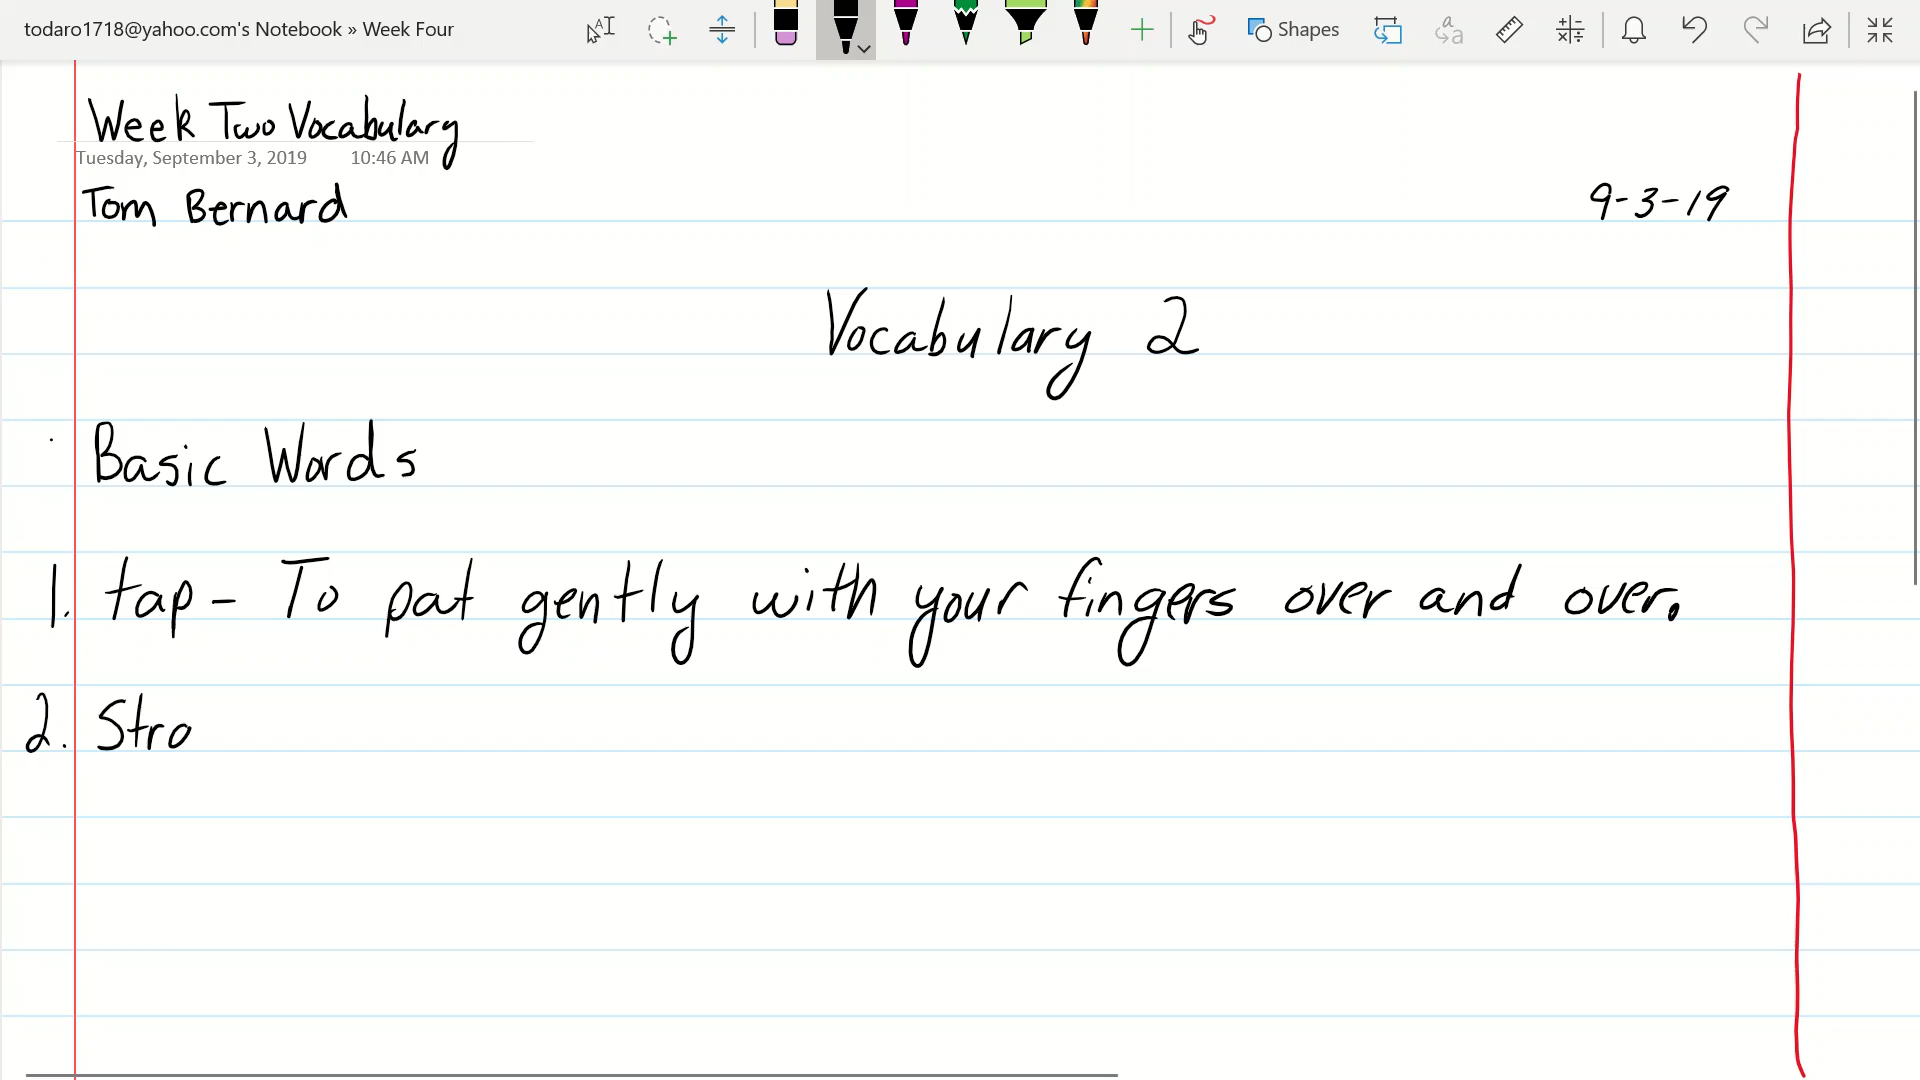 todaro1718@yahoo.com's Notebook » Week Four
Shapes
Week Two Vocabulary
Tuesday, September 3, 2019 10:46 AM
Tom Bernard 9-3-19
Vocabulary 2
Basic Words
1. tap - To pat gently with your fingers over and over.
2. Stro